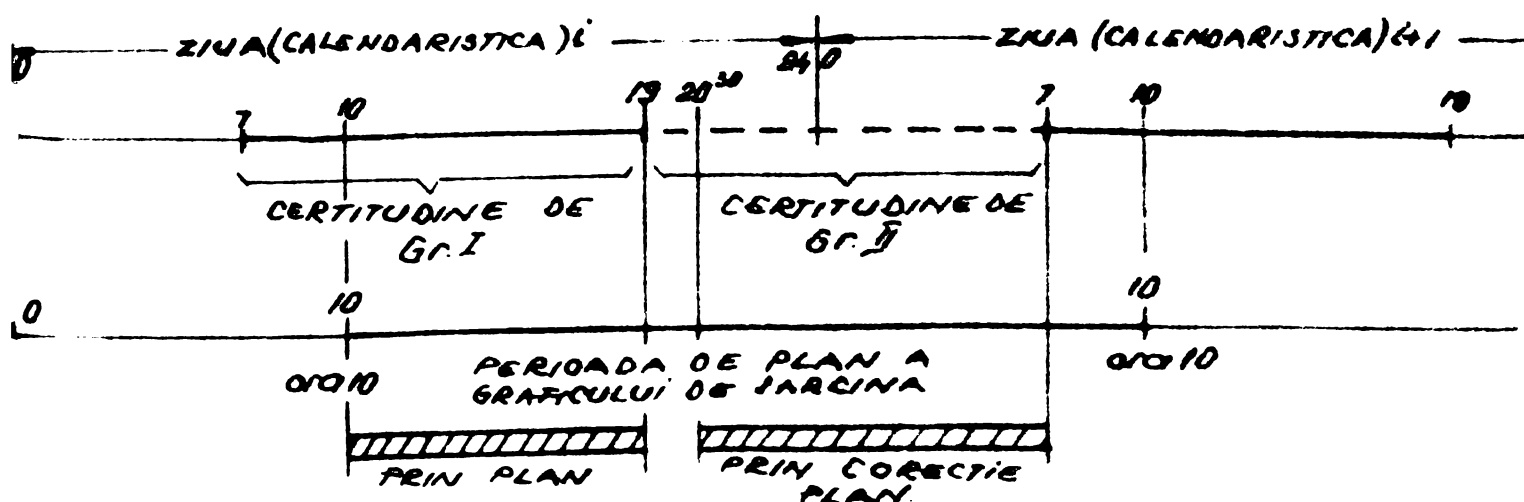 0 ZIUA (CALENDARISTICA) i 24 0 ZIUA (CALENDARISTICA) i+1
7 10 19 20³⁰ 7 10 19
CERTITUDINE DE CERTITUDINE DE
Gr. I Gr. II
0 10 10
ora 10 PERIOADA DE PLAN A ora 10
GRAFICULUI DE SARCINA
PRIN PLAN PRIN CORECTIE
PLAN.